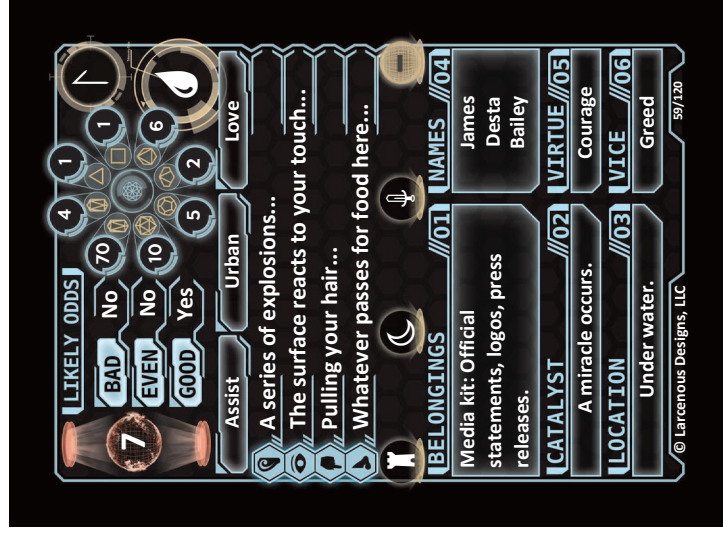 LIKELY ODDS
7
BAD No
EVEN No
GOOD Yes
4
1
1
6
2
5
10
70
Assist
Urban
Love
A series of explosions...
The surface reacts to your touch...
Pulling your hair...
Whatever passes for food here...
BELONGINGS //01
Media kit: Official
statements, logos, press
releases.
CATALYST //02
A miracle occurs.
LOCATION //03
Under water.
NAMES //04
James
Desta
Bailey
VIRTUE //05
Courage
VICE //06
Greed
© Larcenous Designs, LLC
59/120